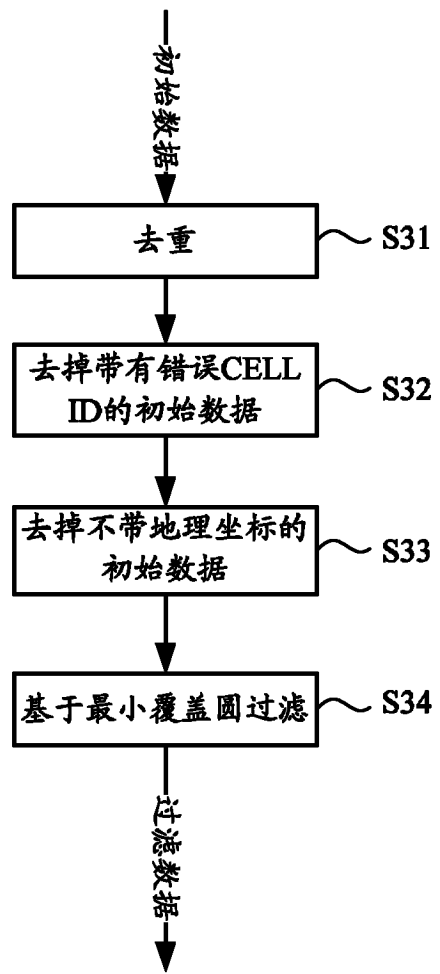 初始数据
去重
S31
去掉带有错误CELL
ID的初始数据
S32
去掉不带地理坐标的
初始数据
S33
基于最小覆盖圆过滤
S34
过滤数据